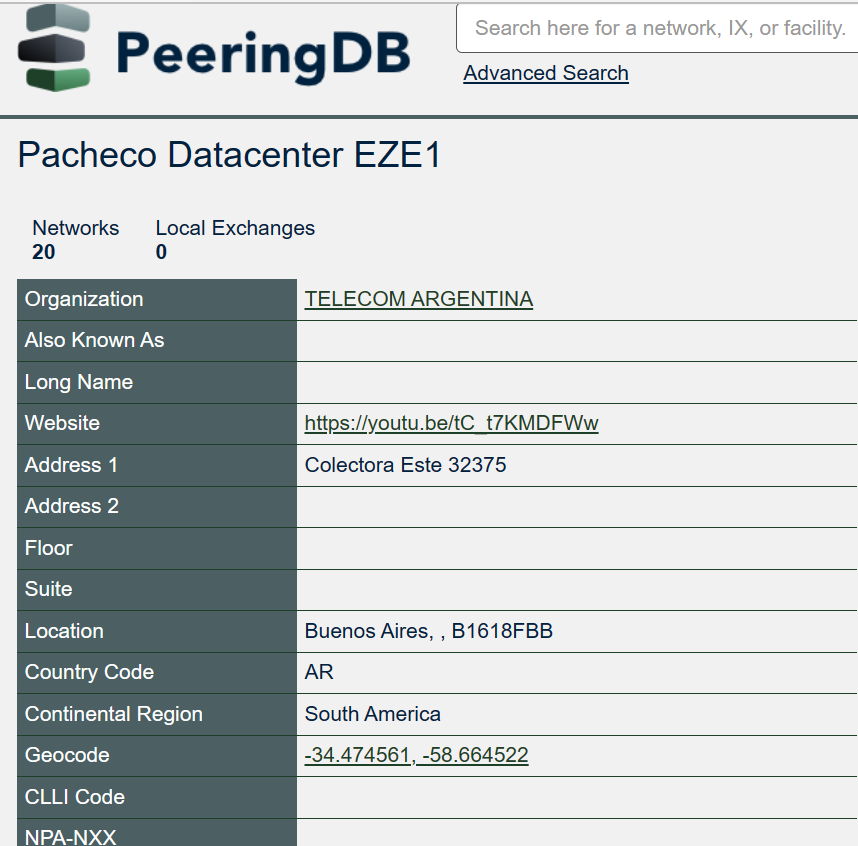 PeeringDB
Search here for a network, IX, or facility.
Advanced Search
Pacheco Datacenter EZE1
Networks Local Exchanges
20 0
Organization TELECOM ARGENTINA
Also Known As
Long Name
Website https://youtu.be/tC_t7KMDFWw
Address 1 Colectora Este 32375
Address 2
Floor
Suite
Location Buenos Aires, , B1618FBB
Country Code AR
Continental Region South America
Geocode -34.474561, -58.664522
CLLI Code
NPA-NXX